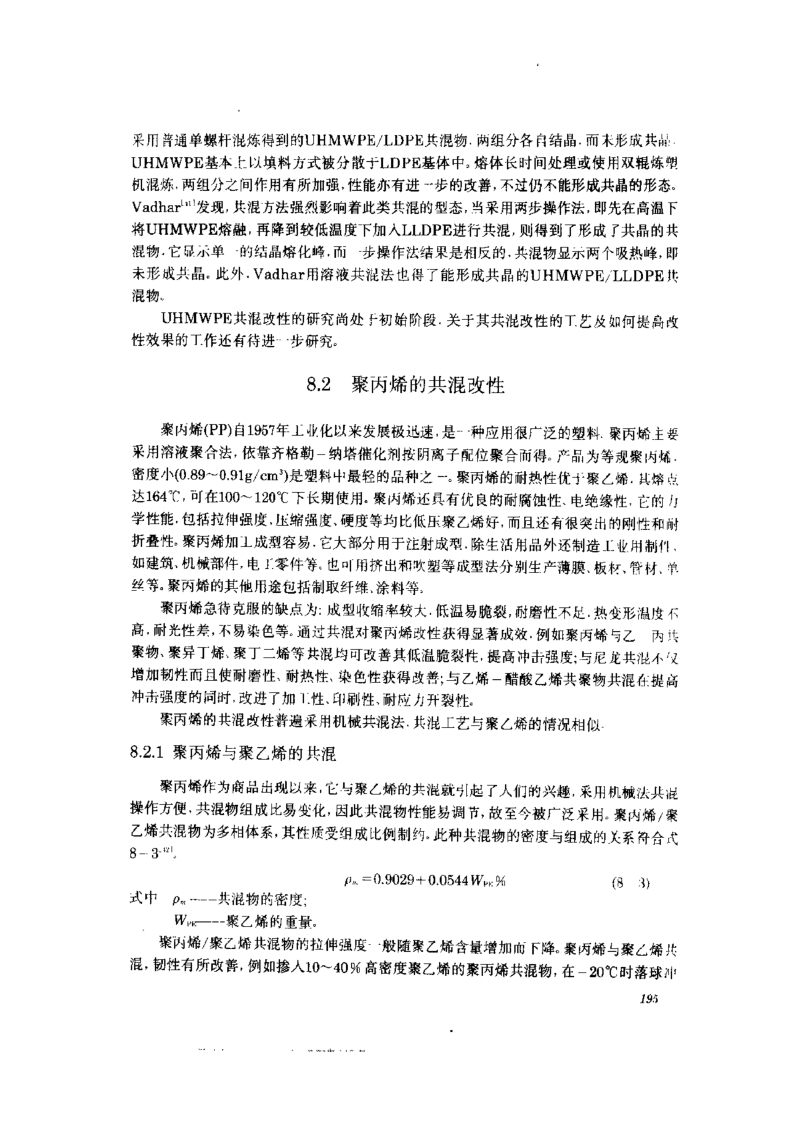 采用普通单螺杆混炼得到的UHMWPE/LDPE共混物,两组分各自结晶,而未形成共晶.
UHMWPE基本上以填料方式被分散于LDPE基体中。熔体长时间处理或使用双辊炼塑
机混炼,两组分之间作用有所加强,性能亦有进一步的改善,不过仍不能形成共晶的形态。
Vadhar发现,共混方法强烈影响着此类共混的型态,当采用两步操作法,即先在高温下
将UHMWPE熔融,再降到较低温度下加入LLDPE进行共混,则得到了形成了共晶的共
混物,它显示单一的结晶熔化峰,而一步操作法结果是相反的,共混物显示两个吸热峰,即
未形成共晶。此外,Vadhar用溶液共混法也得了能形成共晶的UHMWPE/LLDPE共
混物。
UHMWPE共混改性的研究尚处于初始阶段,关于其共混改性的工艺及如何提高改
性效果的工作还有待进一步研究。
8.2 聚丙烯的共混改性
聚丙烯(PP)自1957年工业化以来发展极迅速,是一种应用很广泛的塑料.聚丙烯主要
采用溶液聚合法,依靠齐格勒-纳塔催化剂按阴离子配位聚合而得。产品为等规聚丙烯.
密度小(0.89~0.91g/cm³)是塑料中最轻的品种之一。聚丙烯的耐热性优于聚乙烯,其熔点
达164℃,可在100~120℃下长期使用。聚丙烯还具有优良的耐腐蚀性、电绝缘性,它的力
学性能,包括拉伸强度、压缩强度、硬度等均比低压聚乙烯好,而且还有很突出的刚性和耐
折叠性。聚丙烯加工成型容易,它大部分用于注射成型,除生活用品外还制造工业用制件,
如建筑、机械部件,电工零件等。也可用挤出和吹塑等成型法分别生产薄膜、板材、管材、单
丝等。聚丙烯的其他用途包括制取纤维、涂料等。
聚丙烯急待克服的缺点为:成型收缩率较大,低温易脆裂,耐磨性不足,热变形温度不
高,耐光性差,不易染色等。通过共混对聚丙烯改性获得显著成效,例如聚丙烯与乙 丙共
聚物、聚异丁烯、聚丁二烯等共混均可改善其低温脆裂性,提高冲击强度;与尼龙共混不仅
增加韧性而且使耐磨性、耐热性、染色性获得改善;与乙烯-醋酸乙烯共聚物共混在提高
冲击强度的同时,改进了加工性、印刷性、耐应力开裂性。
聚丙烯的共混改性普遍采用机械共混法,共混工艺与聚乙烯的情况相似.
8.2.1 聚丙烯与聚乙烯的共混
聚丙烯作为商品出现以来,它与聚乙烯的共混就引起了人们的兴趣,采用机械法共混
操作方便,共混物组成比易变化,因此共混物性能易调节,故至今被广泛采用。聚丙烯/聚
乙烯共混物为多相体系,其性质受组成比例制约。此种共混物的密度与组成的关系符合式
8-3[12].
ρm=0.9029+0.0544WPE% (8-3)
式中 ρm——共混物的密度;
WPE——聚乙烯的重量。
聚丙烯/聚乙烯共混物的拉伸强度一般随聚乙烯含量增加而下降。聚丙烯与聚乙烯共
混,韧性有所改善,例如掺入10~40%高密度聚乙烯的聚丙烯共混物,在-20℃时落球冲
195